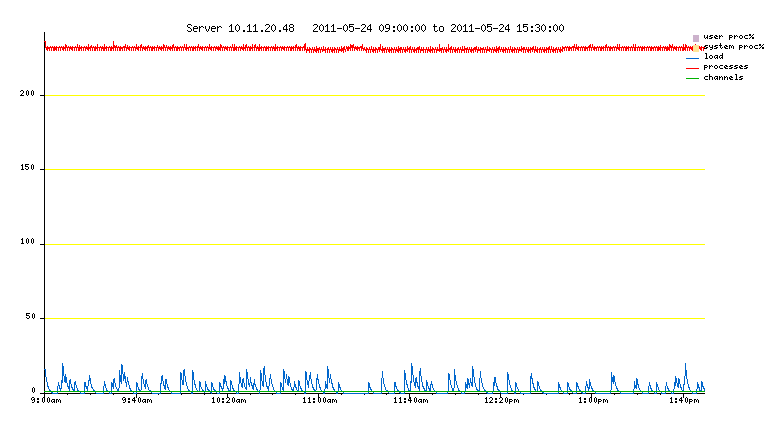 Server 10.11.20.48 2011-05-24 09:00:00 to 2011-05-24 15:30:00
user proc%
system proc%
load
processes
channels
200
150
100
50
0
9:00am 9:40am 10:20am 11:00am 11:40am 12:20pm 1:00pm 1:40pm